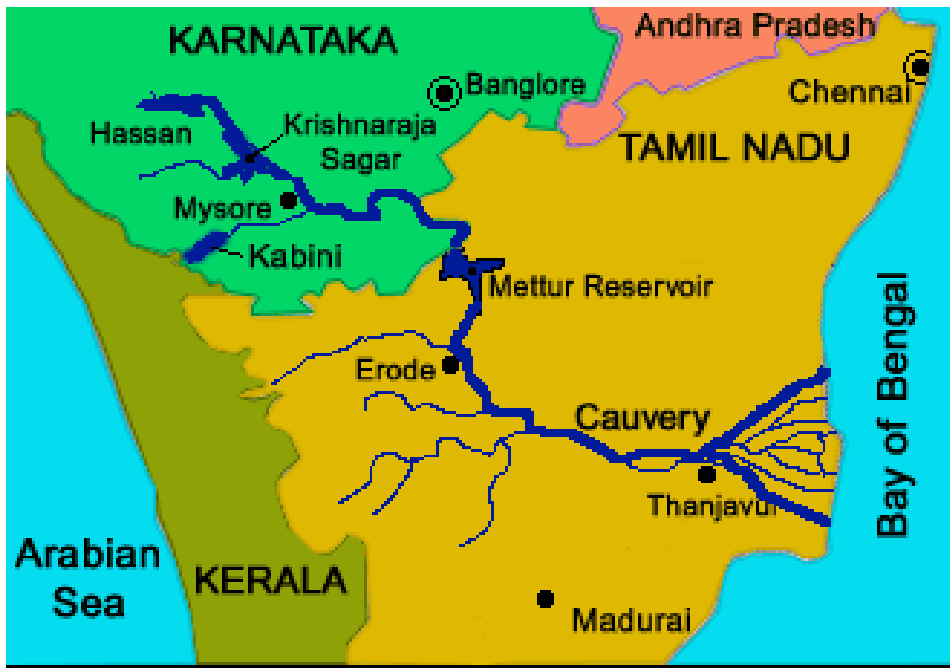 KARNATAKA
Andhra Pradesh
Banglore
Chennai
Hassan
Krishnaraja
Sagar
TAMIL NADU
Mysore
Kabini
Mettur Reservoir
Erode
Cauvery
Bay of Bengal
Thanjavur
Arabian
Sea
KERALA
Madurai